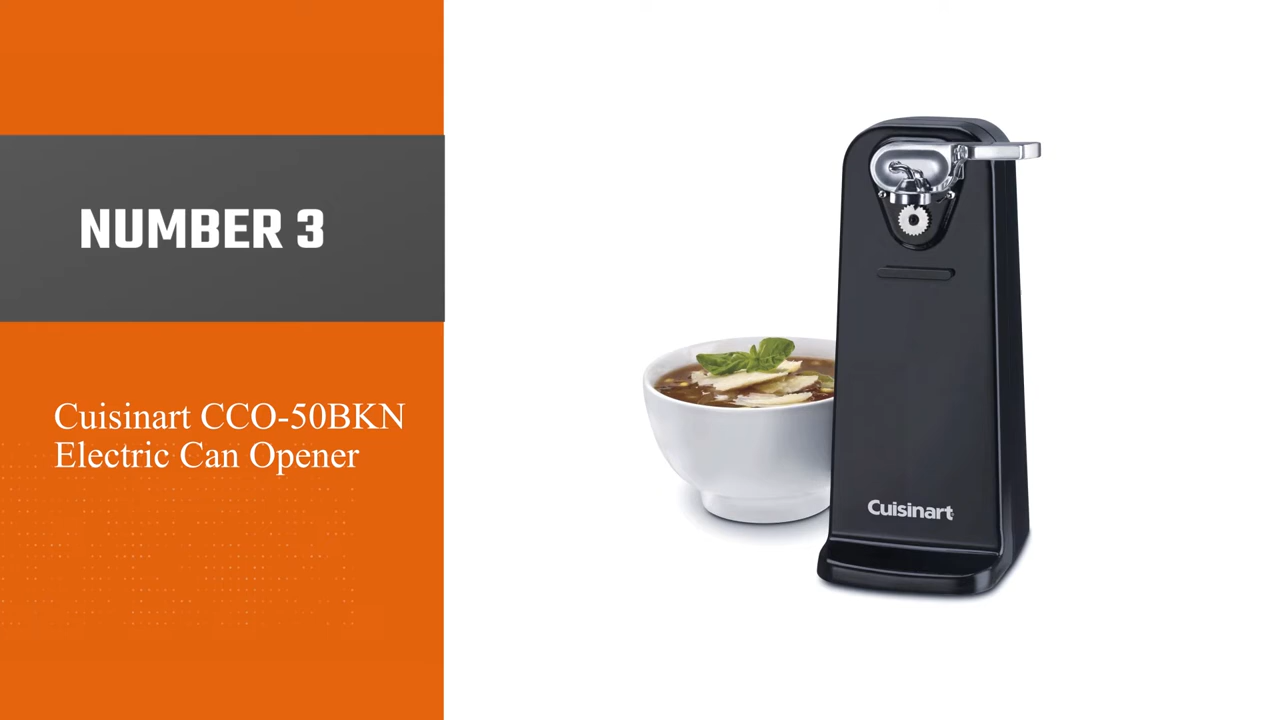 NUMBER 3
Cuisinart CCO-50BKN
Electric Can Opener
Cuisinart